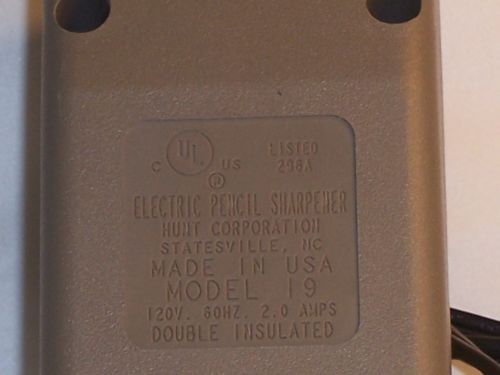 C UL US LISTED
298A
®
ELECTRIC PENCIL SHARPENER
HUNT CORPORATION
STATESVILLE, NC
MADE IN USA
MODEL 19
120V. 60HZ. 2.0 AMPS
DOUBLE INSULATED